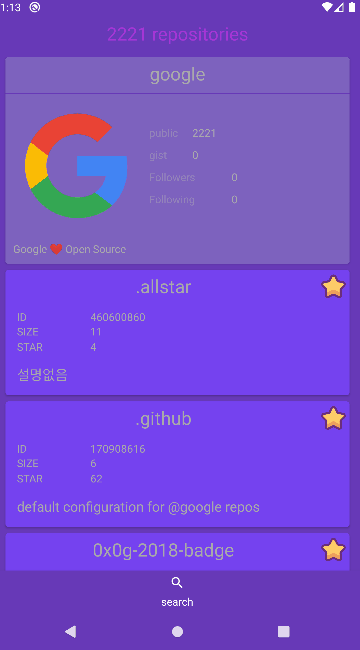 1:13
2221 repositories
google
public 2221
gist 0
Followers 0
Following 0
Google ❤️ Open Source
.allstar
ID 460600860
SIZE 11
STAR 4
설명없음
.github
ID 170908616
SIZE 6
STAR 62
default configuration for @google repos
0x0g-2018-badge
search